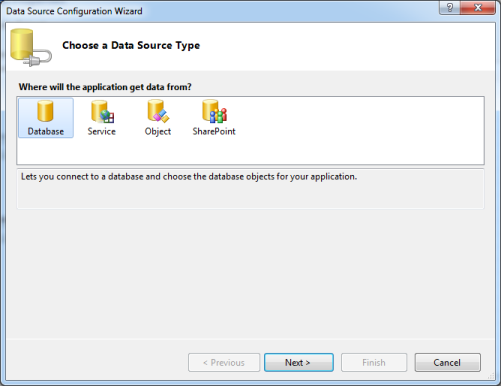 Data Source Configuration Wizard
?
Choose a Data Source Type
Where will the application get data from?
Database Service Object SharePoint
Lets you connect to a database and choose the database objects for your application.
< Previous Next > Finish Cancel